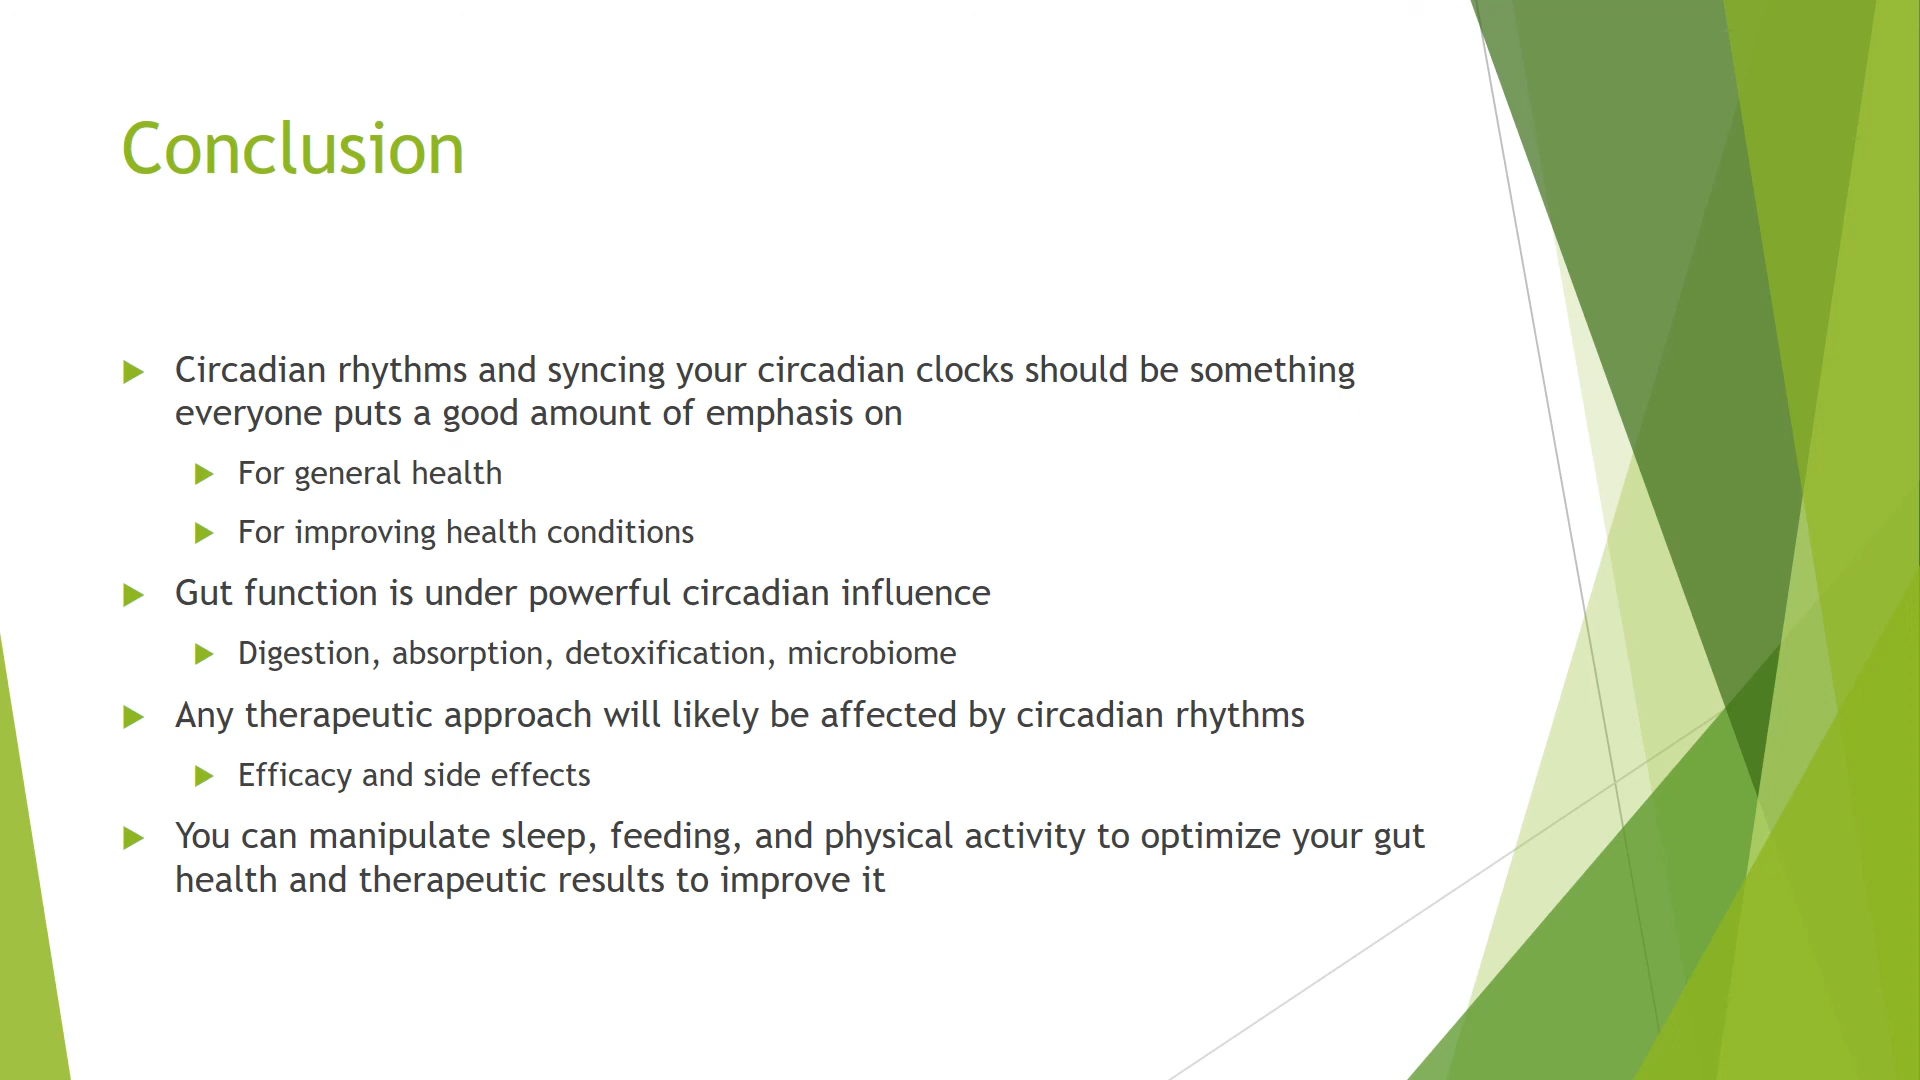 Conclusion
Circadian rhythms and syncing your circadian clocks should be something
everyone puts a good amount of emphasis on
For general health
For improving health conditions
Gut function is under powerful circadian influence
Digestion, absorption, detoxification, microbiome
Any therapeutic approach will likely be affected by circadian rhythms
Efficacy and side effects
You can manipulate sleep, feeding, and physical activity to optimize your gut
health and therapeutic results to improve it